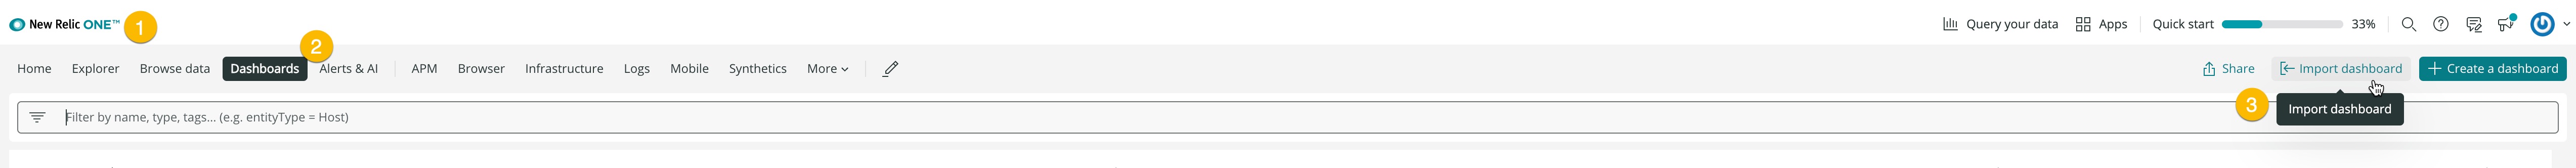 New Relic ONE™ 1 Query your data Apps Quick start 33%
2
Home Explorer Browse data Dashboards Alerts & AI APM Browser Infrastructure Logs Mobile Synthetics More Share Import dashboard Create a dashboard
3 Import dashboard
Filter by name, type, tags... (e.g. entityType = Host)